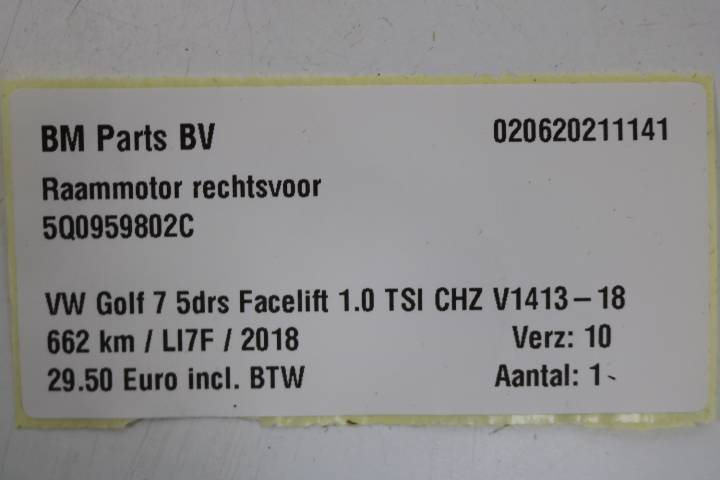 BM Parts BV 020620211141
Raammotor rechtsvoor
5Q0959802C
VW Golf 7 5drs Facelift 1.0 TSI CHZ V1413-18
662 km / LI7F / 2018 Verz: 10
29.50 Euro incl. BTW Aantal: 1